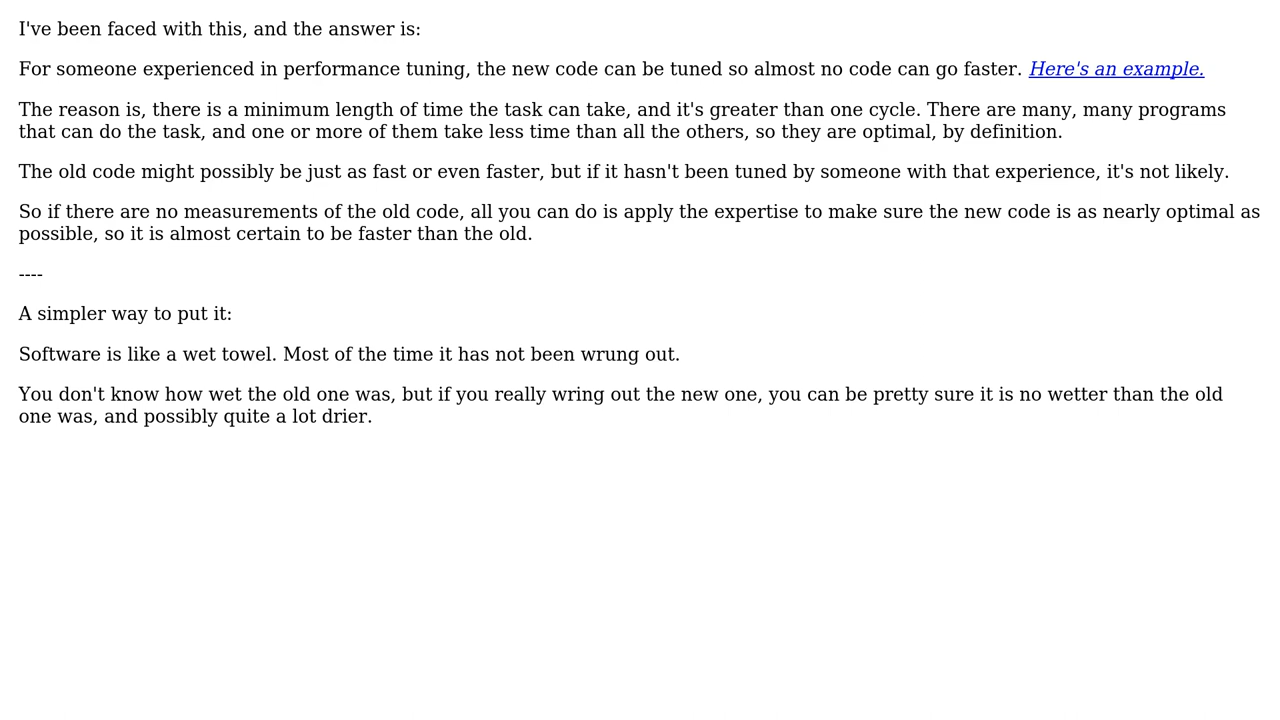 I've been faced with this, and the answer is:
For someone experienced in performance tuning, the new code can be tuned so almost no code can go faster. Here's an example.
The reason is, there is a minimum length of time the task can take, and it's greater than one cycle. There are many, many programs
that can do the task, and one or more of them take less time than all the others, so they are optimal, by definition.
The old code might possibly be just as fast or even faster, but if it hasn't been tuned by someone with that experience, it's not likely.
So if there are no measurements of the old code, all you can do is apply the expertise to make sure the new code is as nearly optimal as
possible, so it is almost certain to be faster than the old.
----
A simpler way to put it:
Software is like a wet towel. Most of the time it has not been wrung out.
You don't know how wet the old one was, but if you really wring out the new one, you can be pretty sure it is no wetter than the old
one was, and possibly quite a lot drier.